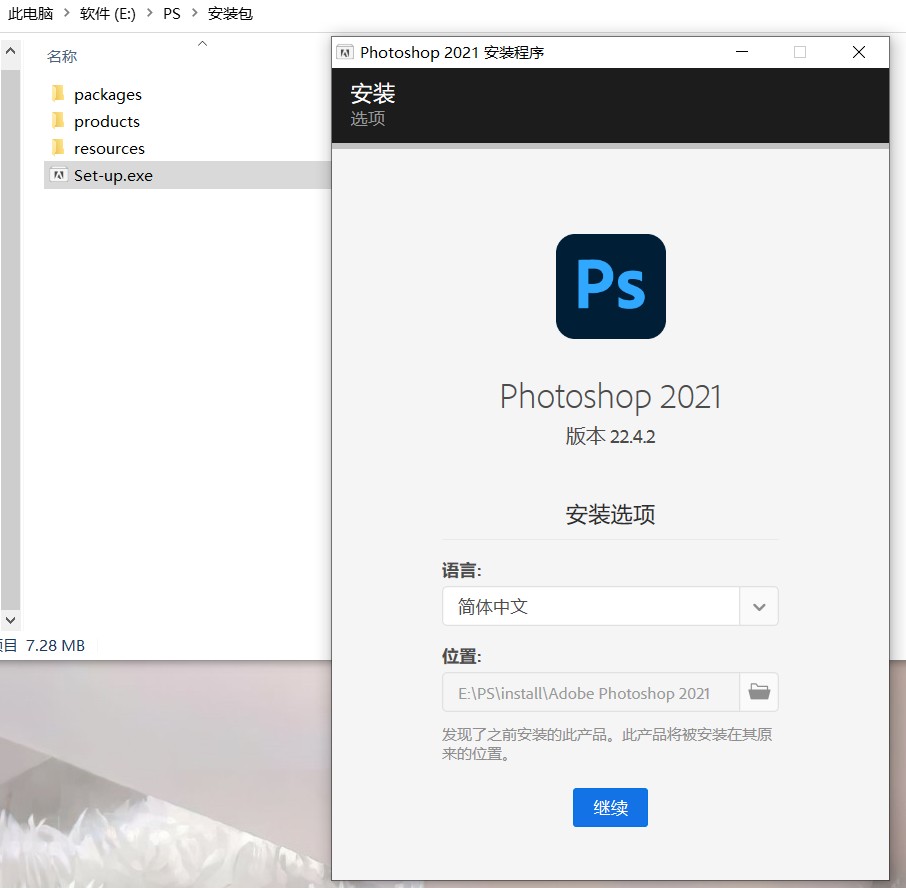 此电脑 > 软件 (E:) > PS > 安装包
名称
packages
products
resources
Set-up.exe
7.28 MB
Photoshop 2021 安装程序
安装
选项
Ps
Photoshop 2021
版本 22.4.2
安装选项
语言:
简体中文
位置:
E:\PS\install\Adobe Photoshop 2021
发现了之前安装的此产品。此产品将被安装在其原
来的位置。
继续